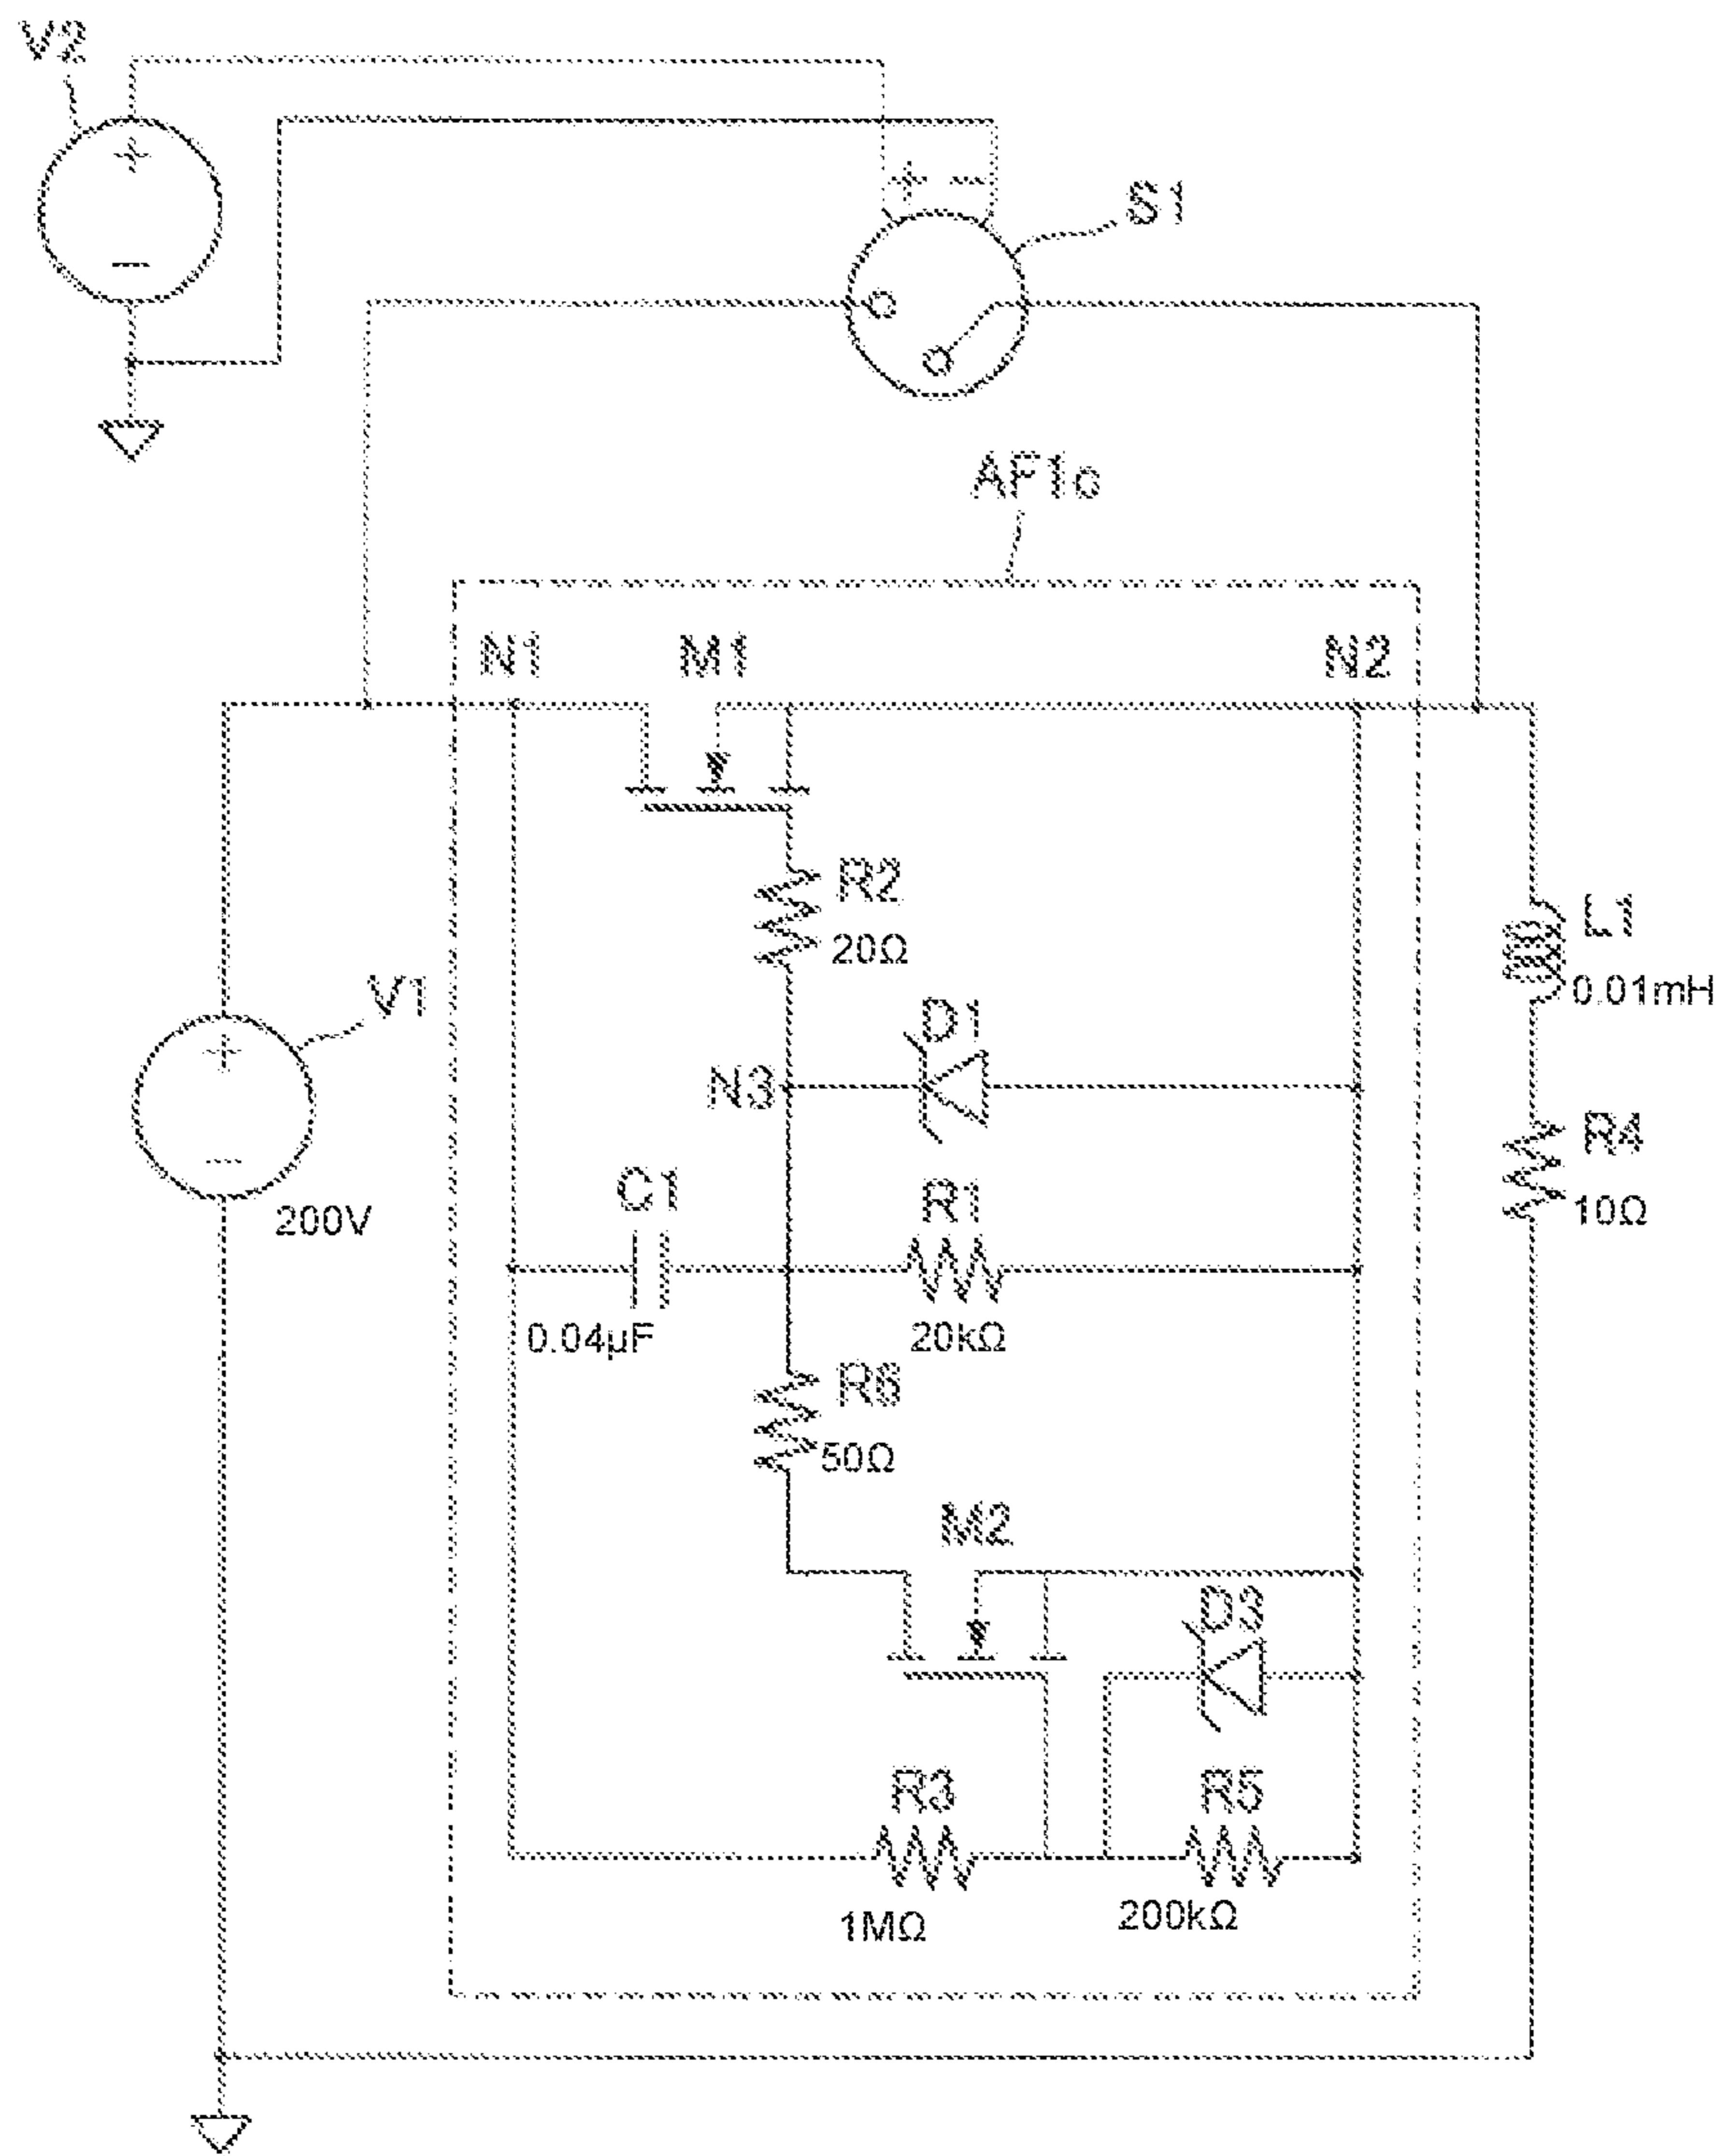 V2
+
−
+ −
S1
AF1c
N1
M1
N2
R2
20Ω
L1
0.01mH
V1
+
−
200V
D1
N3
R4
10Ω
C1
0.04µF
R1
20kΩ
R6
50Ω
M2
D3
R3
1MΩ
R5
200kΩ